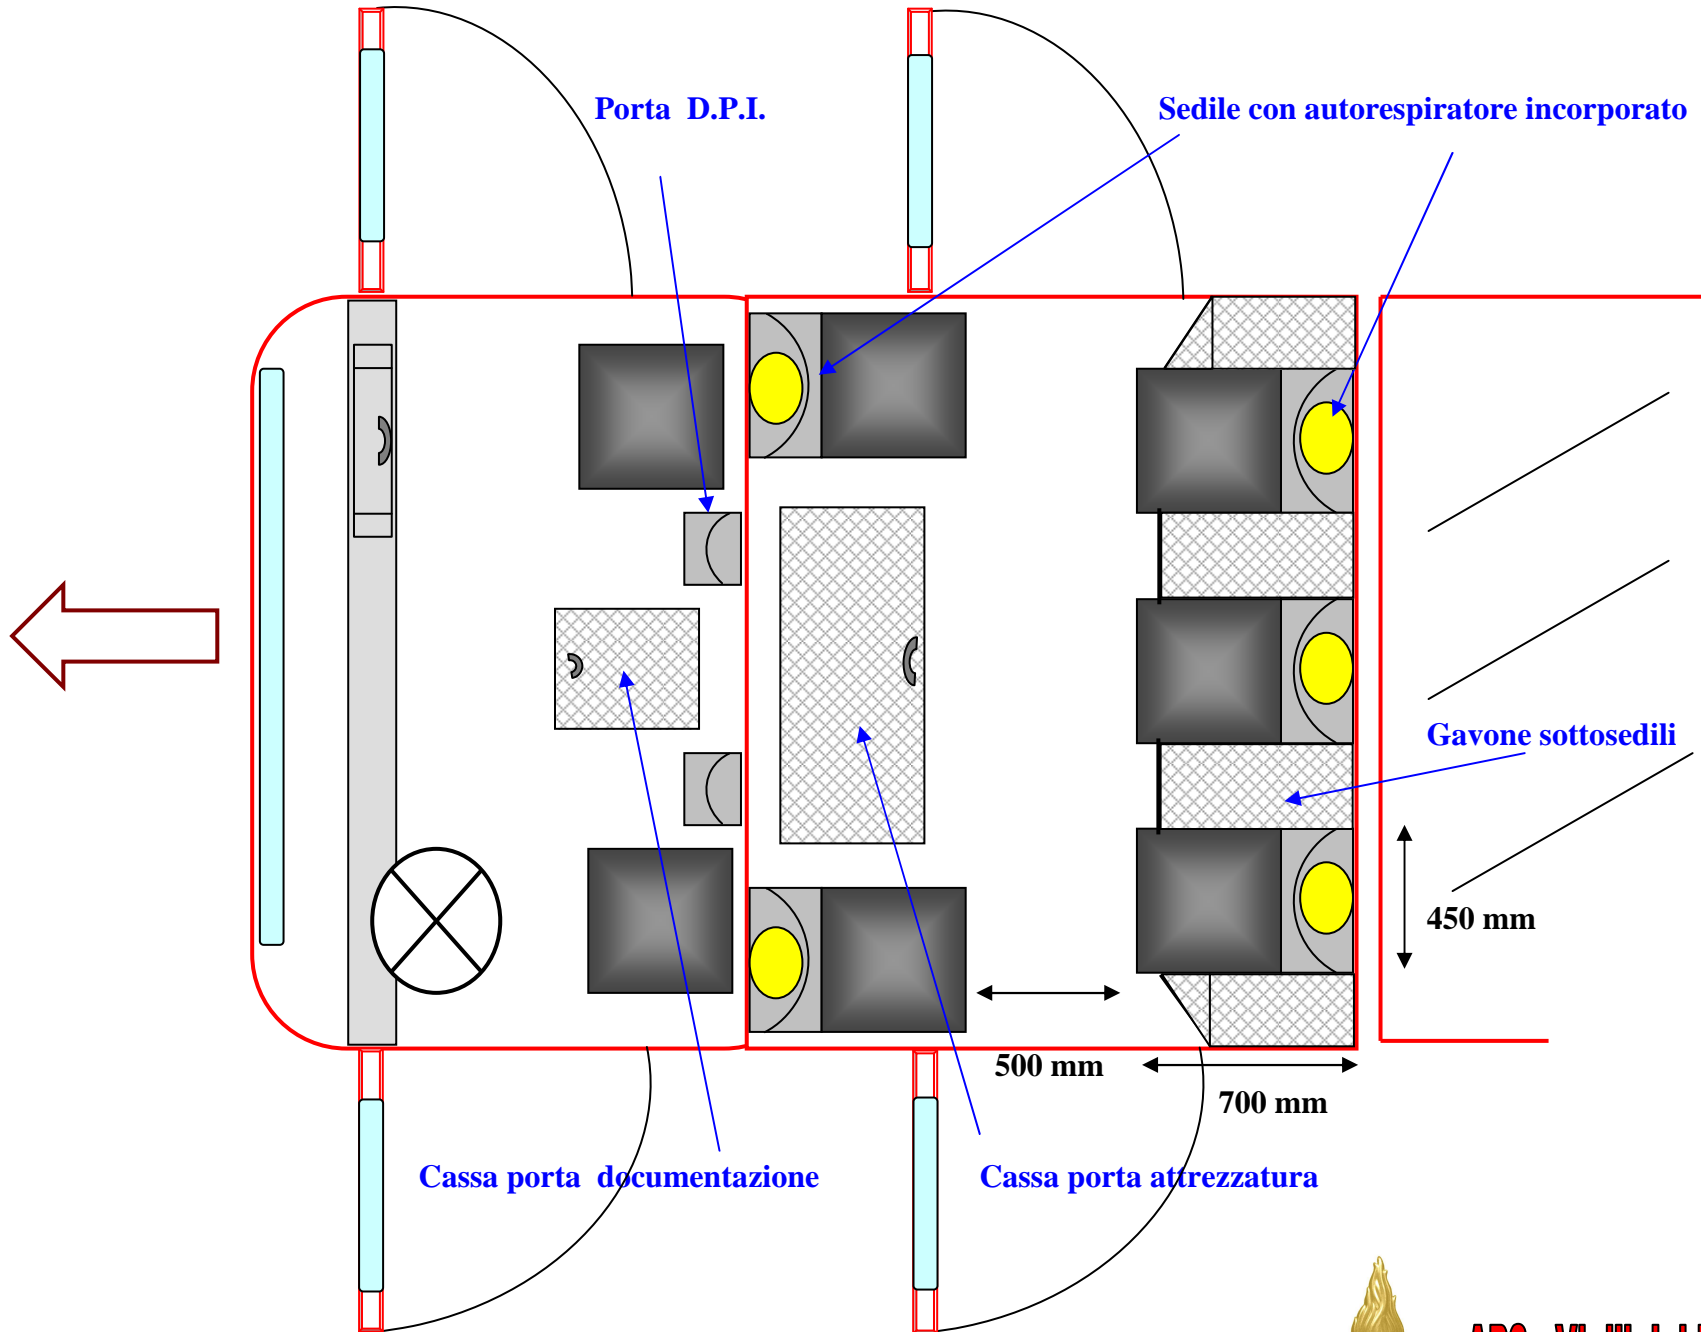 Porta D.P.I.
Sedile con autorespiratore incorporato
Gavone sottosedili
450 mm
500 mm
700 mm
Cassa porta documentazione
Cassa porta attrezzatura